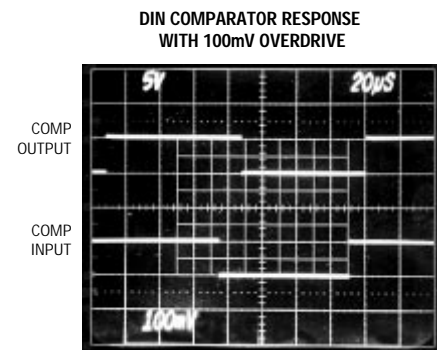 DIN COMPARATOR RESPONSE
WITH 100mV OVERDRIVE
5V 20µS
COMP
OUTPUT
COMP
INPUT
100mV